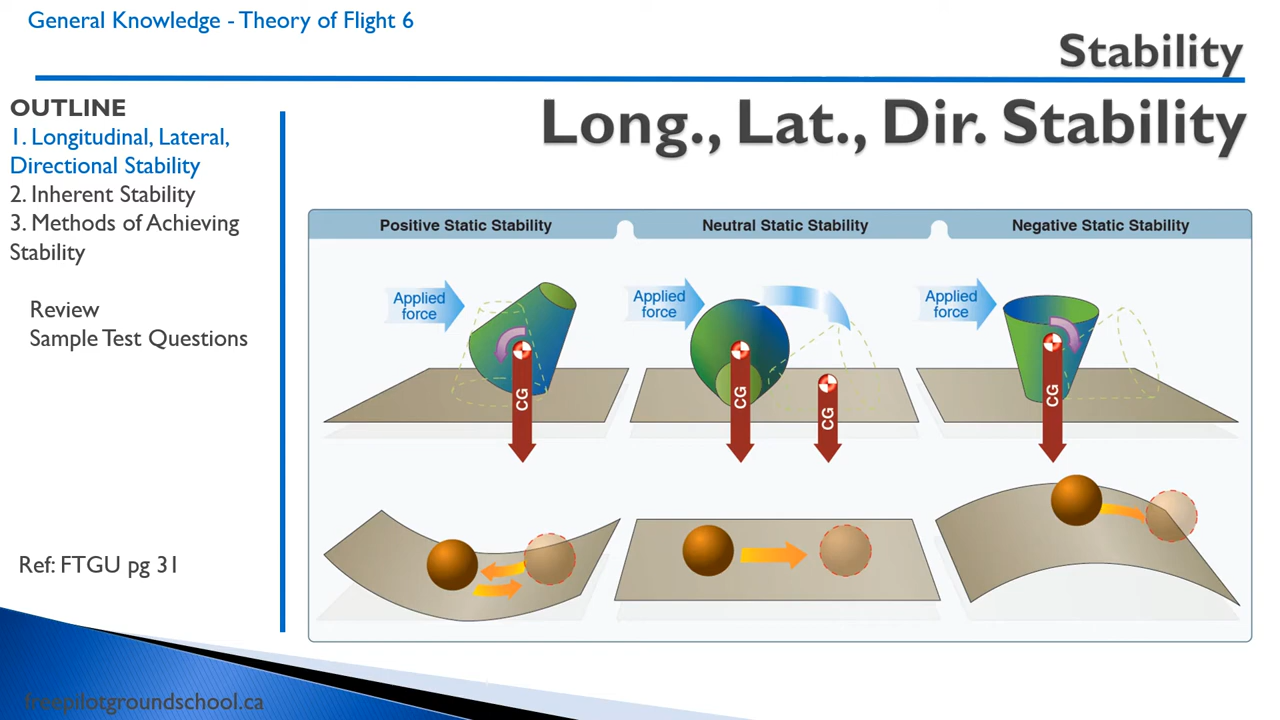 General Knowledge - Theory of Flight 6
Stability
OUTLINE
1. Longitudinal, Lateral,
Directional Stability
2. Inherent Stability
3. Methods of Achieving
Stability
Review
Sample Test Questions
Ref: FTGU pg 31
freepilotgroundschool.ca
Long., Lat., Dir. Stability
Positive Static Stability
Neutral Static Stability
Negative Static Stability
Applied
force
CG
Applied
force
CG
CG
Applied
force
CG